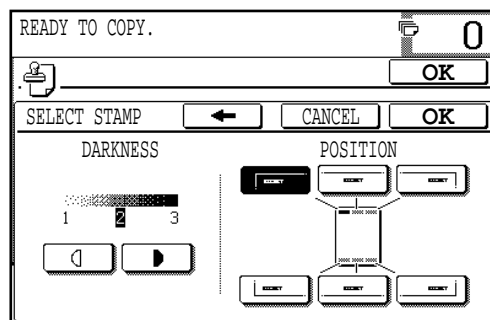 READY TO COPY.
0
OK
SELECT STAMP
CANCEL
OK
DARKNESS
POSITION
1 2 3